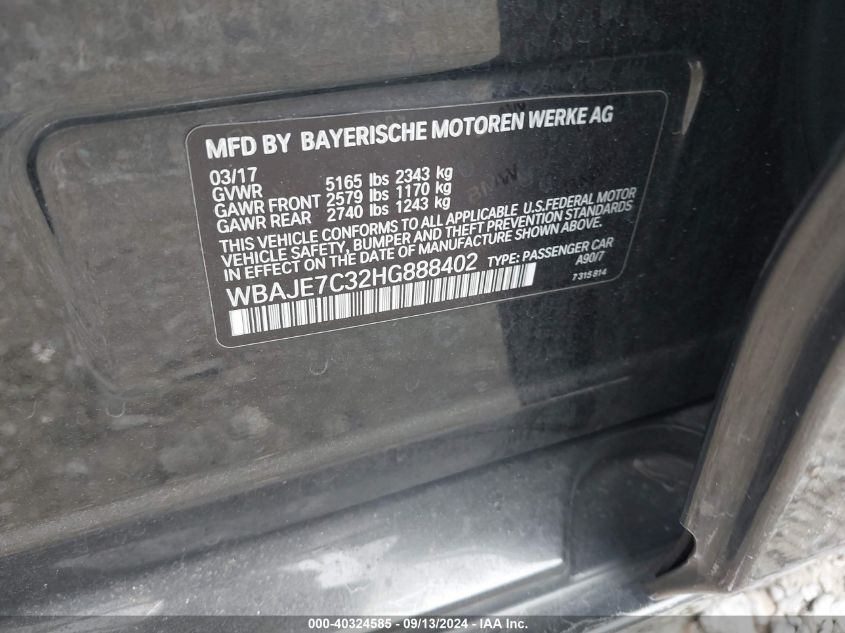 MFD BY BAYERISCHE MOTOREN WERKE AG
03/17
GVWR 5165 lbs 2343 kg
GAWR FRONT 2579 lbs 1170 kg
GAWR REAR 2740 lbs 1243 kg
THIS VEHICLE CONFORMS TO ALL APPLICABLE U.S.FEDERAL MOTOR
VEHICLE SAFETY, BUMPER AND THEFT PREVENTION STANDARDS
IN EFFECT ON THE DATE OF MANUFACTURE SHOWN ABOVE.
WBAJE7C32HG888402 TYPE: PASSENGER CAR
A90/7
7315814
000-40324585 - 09/13/2024 - IAA Inc.